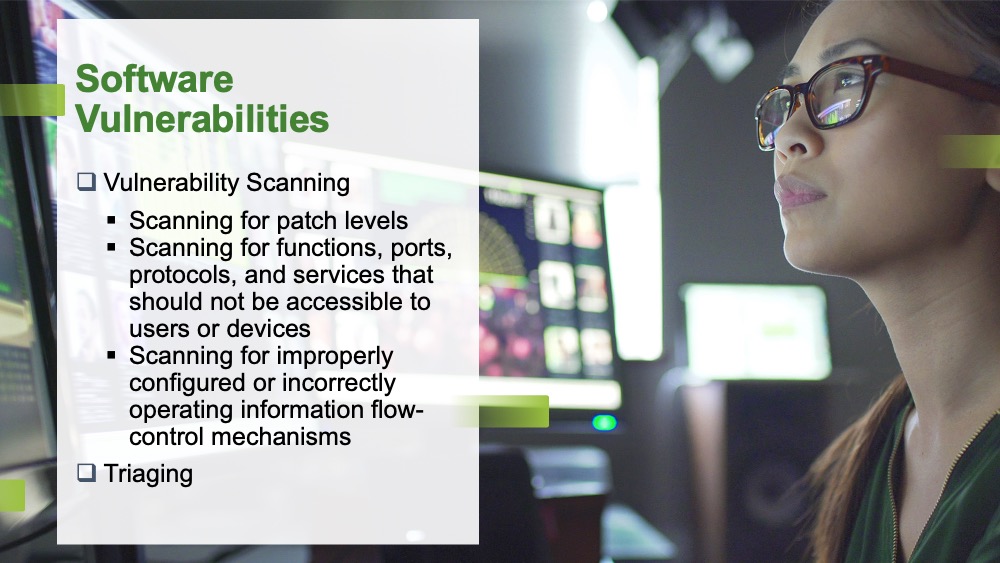 Software
Vulnerabilities
❑ Vulnerability Scanning
▪ Scanning for patch levels
▪ Scanning for functions, ports,
protocols, and services that
should not be accessible to
users or devices
▪ Scanning for improperly
configured or incorrectly
operating information flow-
control mechanisms
❑ Triaging